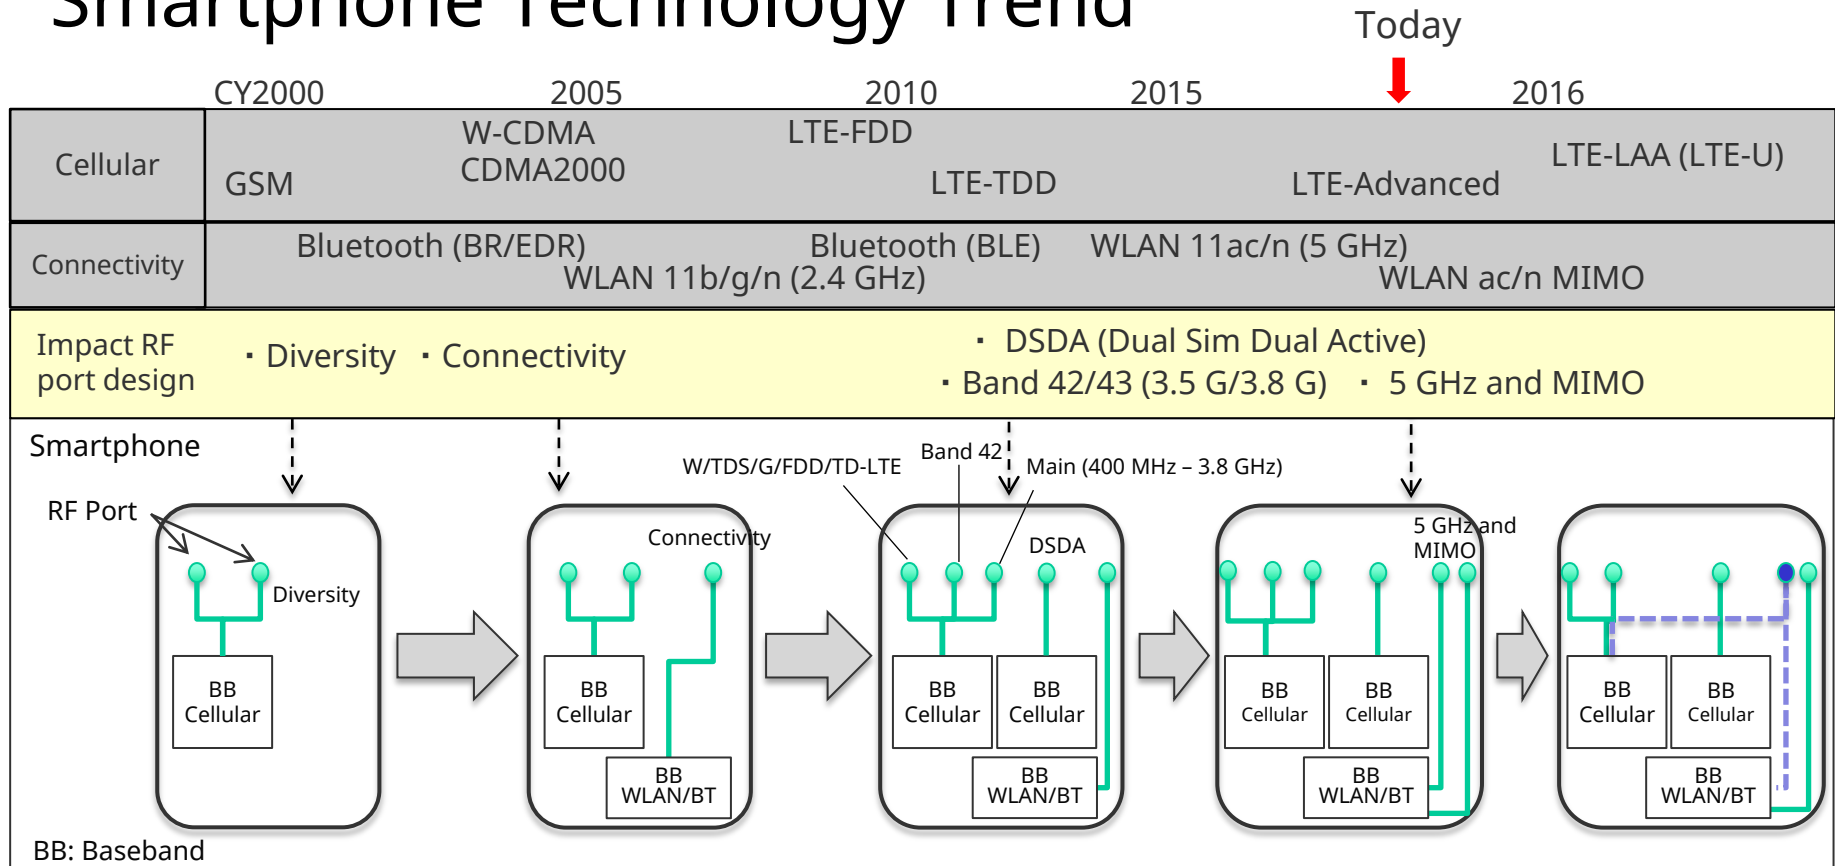 Smartphone Technology Trend
Today
CY2000 2005 2010 2015 2016
Cellular
GSM
W-CDMA
CDMA2000
LTE-FDD
LTE-TDD
LTE-Advanced
LTE-LAA (LTE-U)
Connectivity
Bluetooth (BR/EDR)
WLAN 11b/g/n (2.4 GHz)
Bluetooth (BLE)
WLAN 11ac/n (5 GHz)
WLAN ac/n MIMO
Impact RF
port design
・Diversity ・Connectivity
・ DSDA (Dual Sim Dual Active)
・Band 42/43 (3.5 G/3.8 G) ・ 5 GHz and MIMO
Smartphone
RF Port
Diversity
BB
Cellular
Connectivity
BB
Cellular
BB
WLAN/BT
W/TDS/G/FDD/TD-LTE
Band 42
Main (400 MHz – 3.8 GHz)
DSDA
BB
Cellular
BB
Cellular
BB
WLAN/BT
5 GHz and
MIMO
BB
Cellular
BB
Cellular
BB
WLAN/BT
BB
Cellular
BB
Cellular
BB
WLAN/BT
BB: Baseband